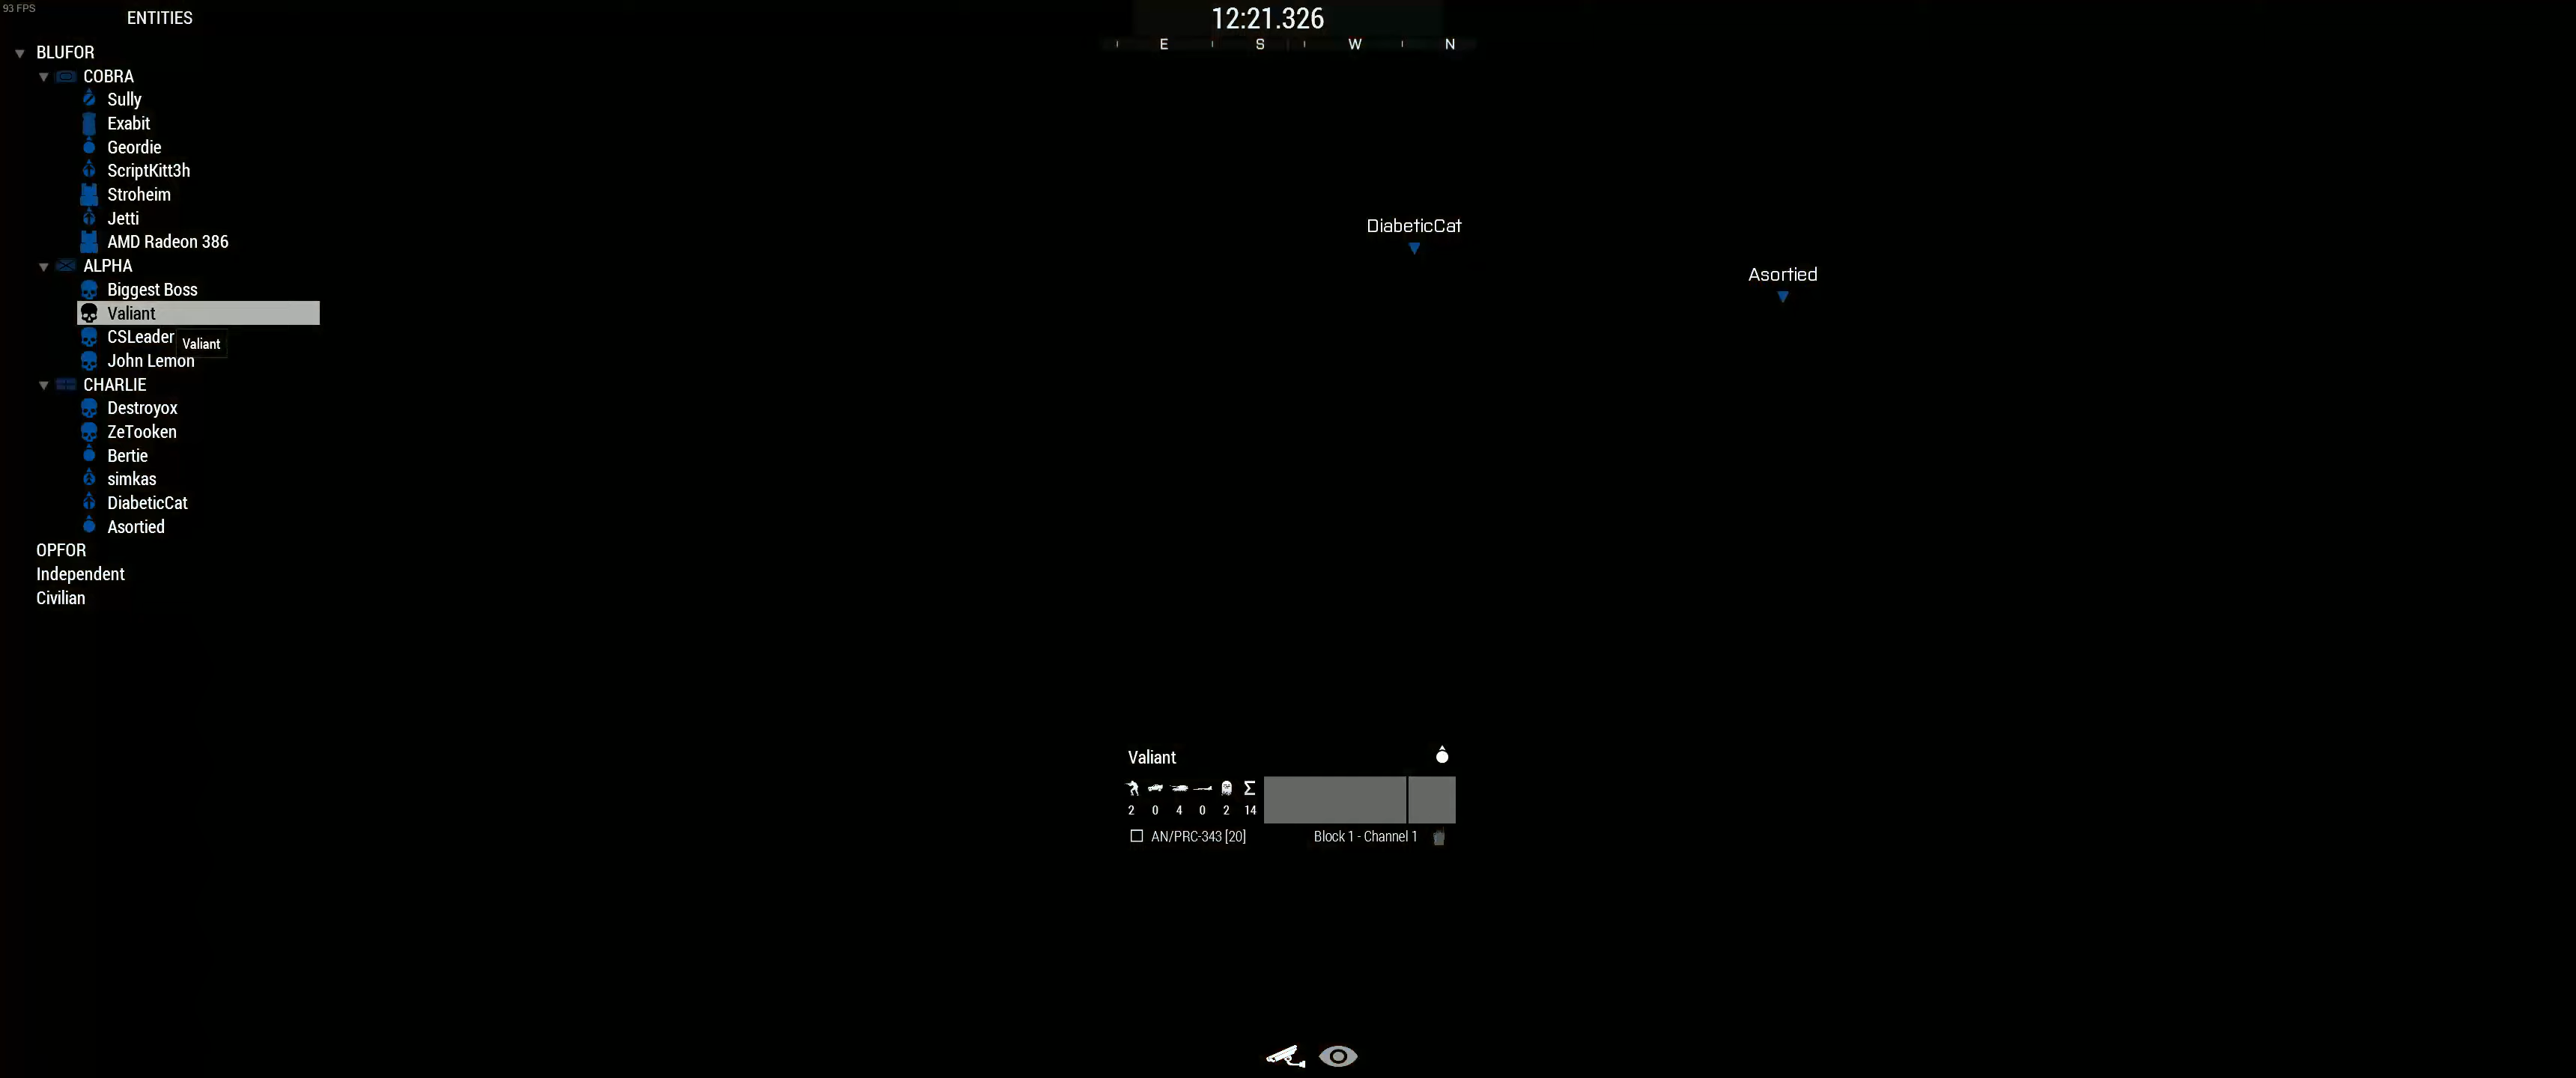 93 FPS
ENTITIES
12:21.326
E S W N
BLUFOR
COBRA
Sully
Exabit
Geordie
ScriptKitt3h
Stroheim
Jetti
AMD Radeon 386
ALPHA
Biggest Boss
Valiant
CSLeader
Valiant
John Lemon
CHARLIE
Destroyox
ZeTooken
Bertie
simkas
DiabeticCat
Asortied
OPFOR
Independent
Civilian
DiabeticCat
Asortied
Valiant
Σ
2 0 4 0 2 14
AN/PRC-343 [20] Block 1 - Channel 1